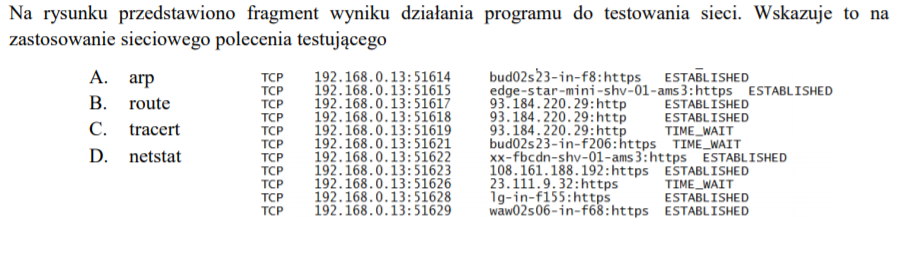 Na rysunku przedstawiono fragment wyniku działania programu do testowania sieci. Wskazuje to na
zastosowanie sieciowego polecenia testującego
A. arp
B. route
C. tracert
D. netstat
TCP 192.168.0.13:51614 bud02s23-in-f8:https ESTABLISHED
TCP 192.168.0.13:51615 edge-star-mini-shv-01-ams3:https ESTABLISHED
TCP 192.168.0.13:51617 93.184.220.29:http ESTABLISHED
TCP 192.168.0.13:51618 93.184.220.29:http ESTABLISHED
TCP 192.168.0.13:51619 93.184.220.29:http TIME_WAIT
TCP 192.168.0.13:51621 bud02s23-in-f206:https TIME_WAIT
TCP 192.168.0.13:51622 xx-fbcdn-shv-01-ams3:https ESTABLISHED
TCP 192.168.0.13:51623 108.161.188.192:https ESTABLISHED
TCP 192.168.0.13:51626 23.111.9.32:https TIME_WAIT
TCP 192.168.0.13:51628 lg-in-f155:https ESTABLISHED
TCP 192.168.0.13:51629 waw02s06-in-f68:https ESTABLISHED